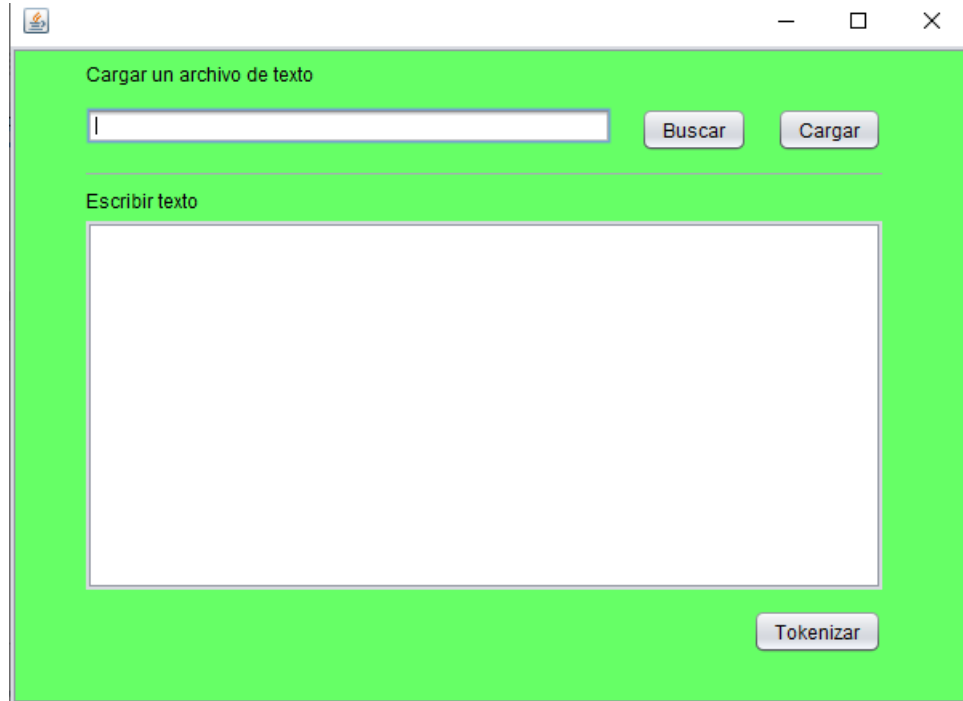 Cargar un archivo de texto
Buscar
Cargar
Escribir texto
Tokenizar